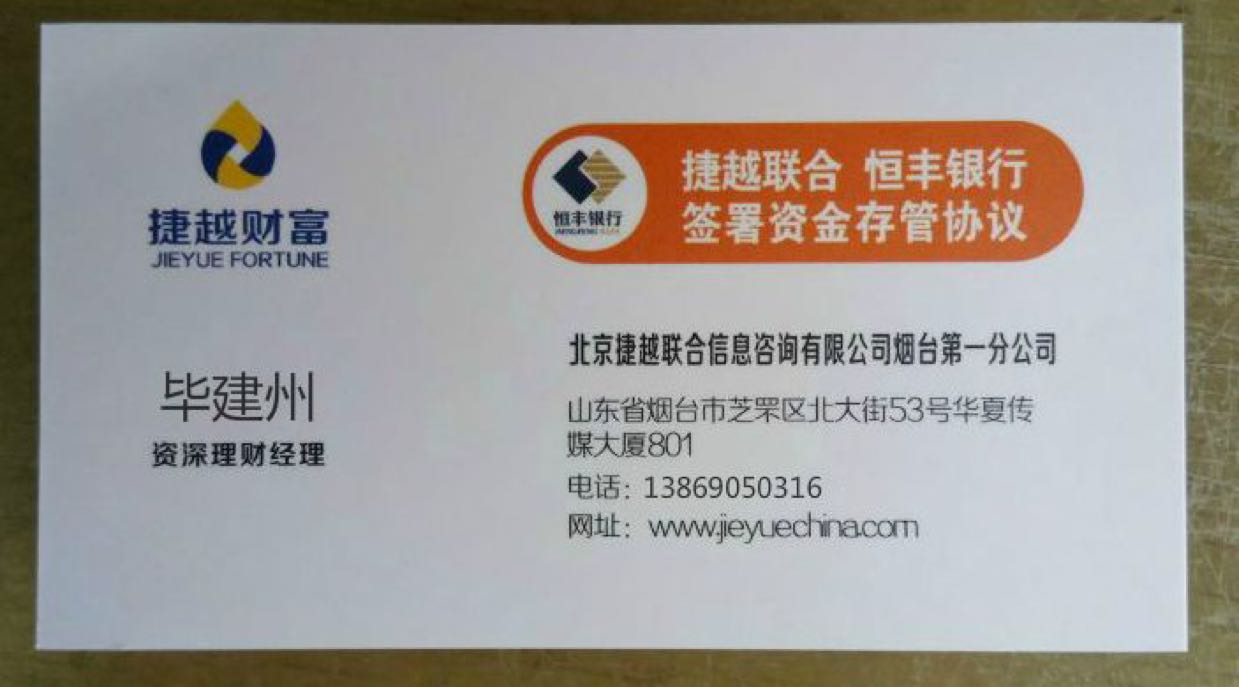 捷越财富
JIEYUE FORTUNE
毕建州
资深理财经理
恒丰银行
捷越联合 恒丰银行
签署资金存管协议
北京捷越联合信息咨询有限公司烟台第一分公司
山东省烟台市芝罘区北大街53号华夏传
媒大厦801
电话：13869050316
网址：www.jieyuechina.com